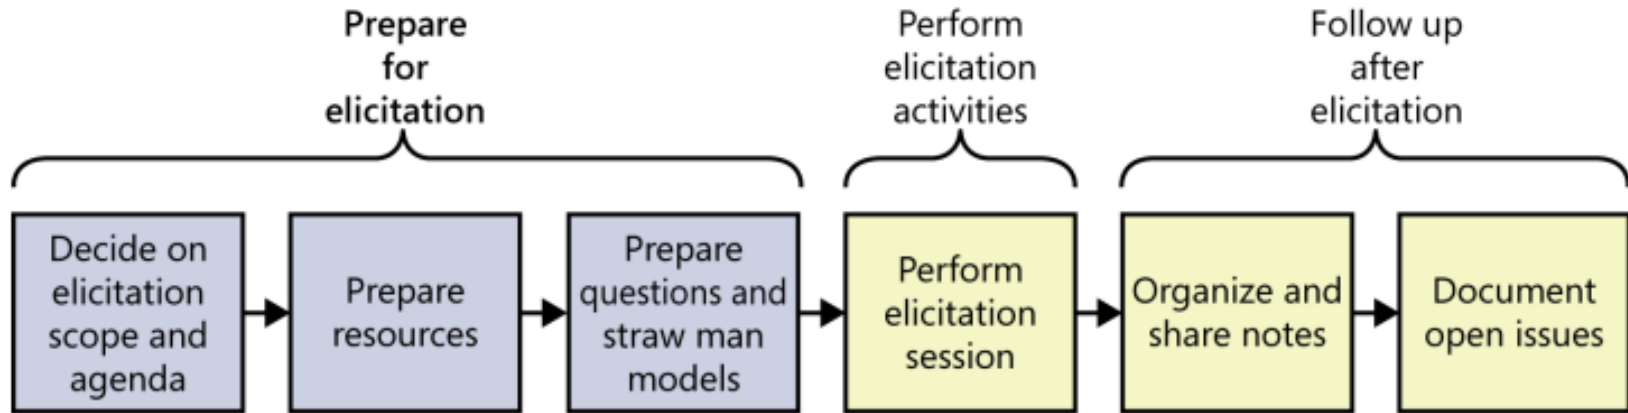 Prepare
for
elicitation
Perform
elicitation
activities
Follow up
after
elicitation
Decide on
elicitation
scope and
agenda
Prepare
resources
Prepare
questions and
straw man
models
Perform
elicitation
session
Organize and
share notes
Document
open issues